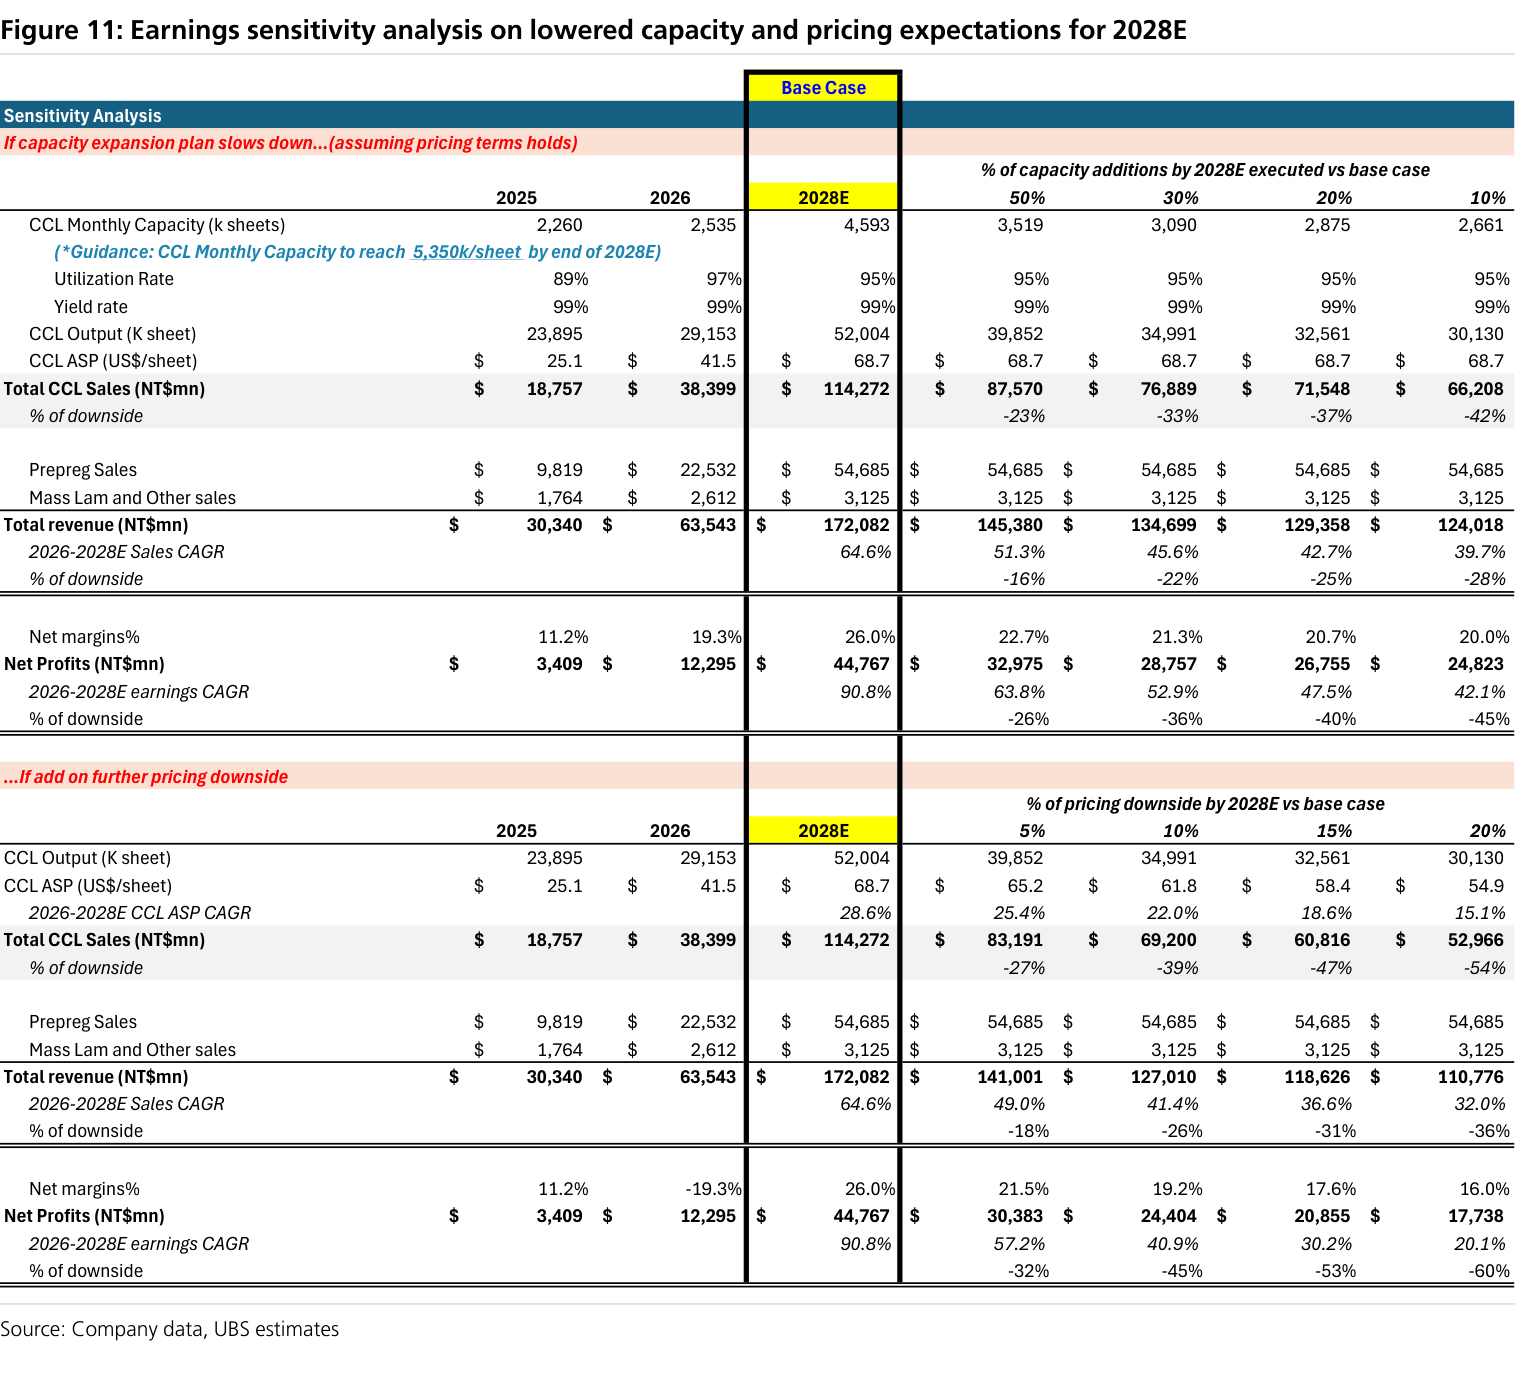 Figure 11: Earnings sensitivity analysis on lowered capacity and pricing expectations for 2028E
Base Case
Sensitivity Analysis
If capacity expansion plan slows down...(assuming pricing terms holds)
% of capacity additions by 2028E executed vs base case
2025 2026 2028E 50% 30% 20% 10%
CCL Monthly Capacity (k sheets) 2,260 2,535 4,593 3,519 3,090 2,875 2,661
(*Guidance: CCL Monthly Capacity to reach 5,350k/sheet by end of 2028E)
Utilization Rate 89% 97% 95% 95% 95% 95% 95%
Yield rate 99% 99% 99% 99% 99% 99% 99%
CCL Output (K sheet) 23,895 29,153 52,004 39,852 34,991 32,561 30,130
CCL ASP (US$/sheet) $ 25.1 $ 41.5 $ 68.7 $ 68.7 $ 68.7 $ 68.7 $ 68.7
Total CCL Sales (NT$mn) $ 18,757 $ 38,399 $ 114,272 $ 87,570 $ 76,889 $ 71,548 $ 66,208
% of downside -23% -33% -37% -42%
Prepreg Sales $ 9,819 $ 22,532 $ 54,685 $ 54,685 $ 54,685 $ 54,685 $ 54,685
Mass Lam and Other sales $ 1,764 $ 2,612 $ 3,125 $ 3,125 $ 3,125 $ 3,125 $ 3,125
Total revenue (NT$mn) $ 30,340 $ 63,543 $ 172,082 $ 145,380 $ 134,699 $ 129,358 $ 124,018
2026-2028E Sales CAGR 64.6% 51.3% 45.6% 42.7% 39.7%
% of downside -16% -22% -25% -28%
Net margins% 11.2% 19.3% 26.0% 22.7% 21.3% 20.7% 20.0%
Net Profits (NT$mn) $ 3,409 $ 12,295 $ 44,767 $ 32,975 $ 28,757 $ 26,755 $ 24,823
2026-2028E earnings CAGR 90.8% 63.8% 52.9% 47.5% 42.1%
% of downside -26% -36% -40% -45%
...If add on further pricing downside
% of pricing downside by 2028E vs base case
2025 2026 2028E 5% 10% 15% 20%
CCL Output (K sheet) 23,895 29,153 52,004 39,852 34,991 32,561 30,130
CCL ASP (US$/sheet) $ 25.1 $ 41.5 $ 68.7 $ 65.2 $ 61.8 $ 58.4 $ 54.9
2026-2028E CCL ASP CAGR 28.6% 25.4% 22.0% 18.6% 15.1%
Total CCL Sales (NT$mn) $ 18,757 $ 38,399 $ 114,272 $ 83,191 $ 69,200 $ 60,816 $ 52,966
% of downside -27% -39% -47% -54%
Prepreg Sales $ 9,819 $ 22,532 $ 54,685 $ 54,685 $ 54,685 $ 54,685 $ 54,685
Mass Lam and Other sales $ 1,764 $ 2,612 $ 3,125 $ 3,125 $ 3,125 $ 3,125 $ 3,125
Total revenue (NT$mn) $ 30,340 $ 63,543 $ 172,082 $ 141,001 $ 127,010 $ 118,626 $ 110,776
2026-2028E Sales CAGR 64.6% 49.0% 41.4% 36.6% 32.0%
% of downside -18% -26% -31% -36%
Net margins% 11.2% -19.3% 26.0% 21.5% 19.2% 17.6% 16.0%
Net Profits (NT$mn) $ 3,409 $ 12,295 $ 44,767 $ 30,383 $ 24,404 $ 20,855 $ 17,738
2026-2028E earnings CAGR 90.8% 57.2% 40.9% 30.2% 20.1%
% of downside -32% -45% -53% -60%
Source: Company data, UBS estimates